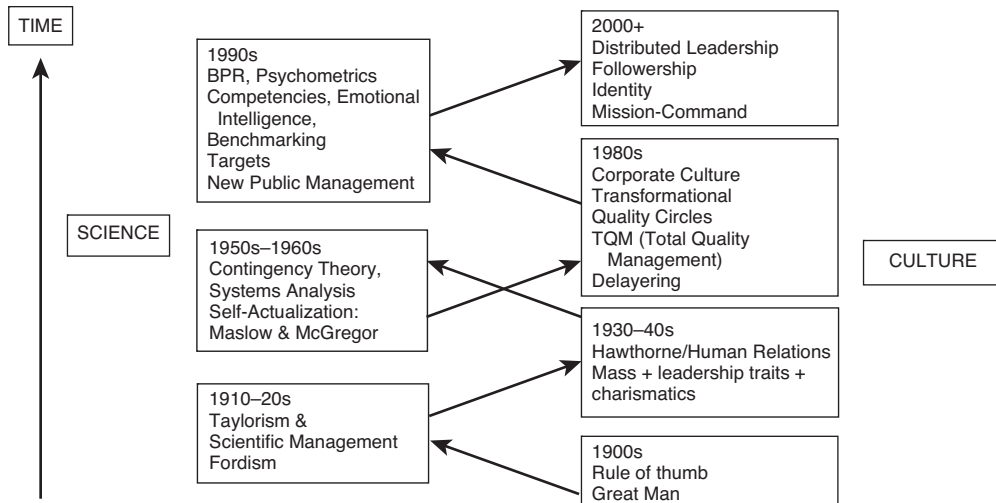 TIME
1990s
BPR, Psychometrics
Competencies, Emotional
Intelligence,
Benchmarking
Targets
New Public Management
2000+
Distributed Leadership
Followership
Identity
Mission-Command
SCIENCE
1980s
Corporate Culture
Transformational
Quality Circles
TQM (Total Quality
Management)
Delayering
CULTURE
1950s–1960s
Contingency Theory,
Systems Analysis
Self-Actualization:
Maslow & McGregor
1930–40s
Hawthorne/Human Relations
Mass + leadership traits +
charismatics
1910–20s
Taylorism &
Scientific Management
Fordism
1900s
Rule of thumb
Great Man